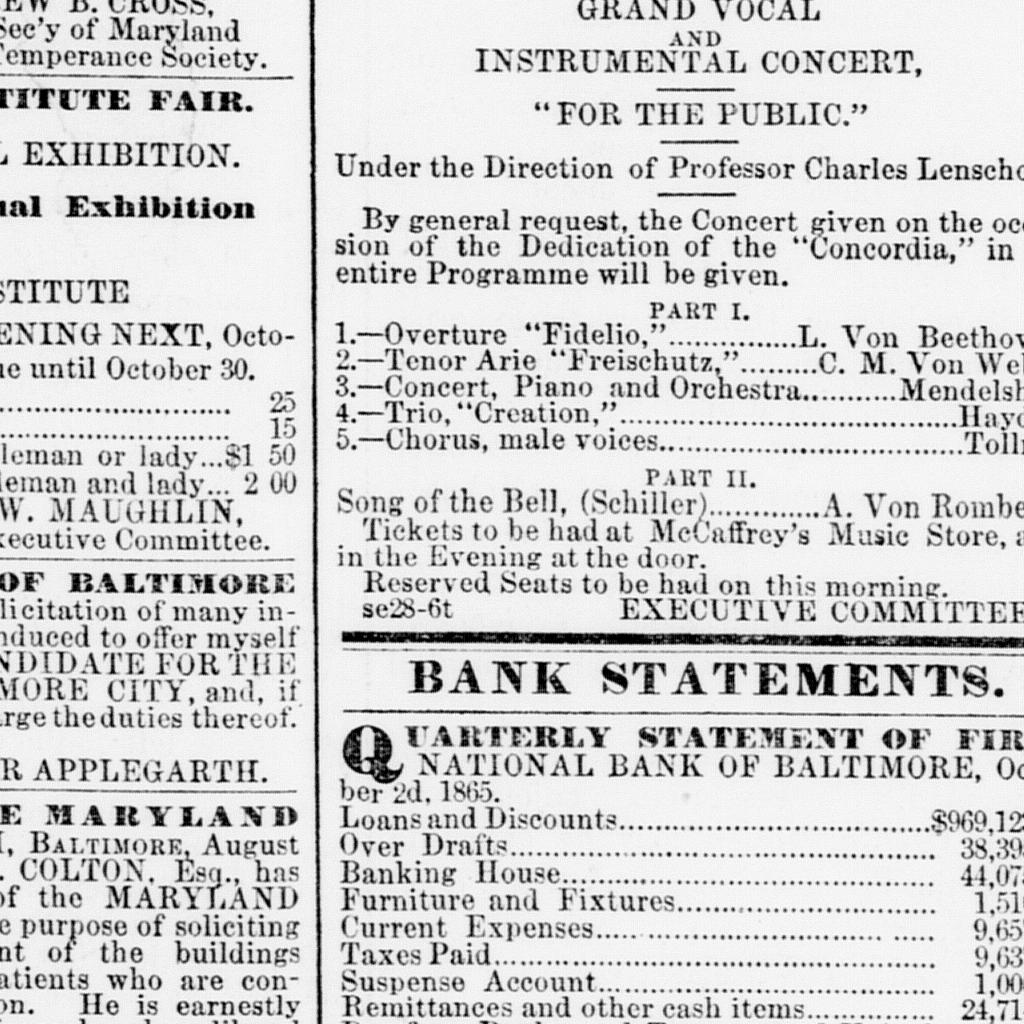 EW B. CROSS,
Sec'y of Maryland
Temperance Society.
TITUTE FAIR.
L EXHIBITION.
ual Exhibition
STITUTE
ENING NEXT, Octo-
ne until October 30.
.............................. 25
.............................. 15
leman or lady...$1 50
leman and lady... 2 00
W. MAUGHLIN,
xecutive Committee.
OF BALTIMORE
licitation of many in-
nduced to offer myself
NDIDATE FOR THE
MORE CITY, and, if
arge the duties thereof.
R APPLEGARTH.
E MARYLAND
BALTIMORE, August
. COLTON, Esq., has
of the MARYLAND
e purpose of soliciting
nt of the buildings
atients who are con-
on. He is earnestly
GRAND VOCAL
AND
INSTRUMENTAL CONCERT,
"FOR THE PUBLIC."
Under the Direction of Professor Charles Lenscho
By general request, the Concert given on the occ
sion of the Dedication of the "Concordia," in
entire Programme will be given.
PART I.
1.—Overture "Fidelio,"................L. Von Beethov
2.—Tenor Arie "Freischutz,".........C. M. Von Web
3.—Concert, Piano and Orchestra...........Mendelsh
4.—Trio, "Creation,".......................................Hayd
5.—Chorus, male voices...................................Tollm
PART II.
Song of the Bell, (Schiller).............A. Von Rombe
Tickets to be had at McCaffrey's Music Store, a
in the Evening at the door.
Reserved Seats to be had on this morning.
se28-6t EXECUTIVE COMMITTEE
BANK STATEMENTS.
QUARTERLY STATEMENT OF FIR
NATIONAL BANK OF BALTIMORE, Oc
ber 2d, 1865.
Loans and Discounts....................................$969,12
Over Drafts................................................. 38,39
Banking House........................................... 44,07
Furniture and Fixtures.............................. 1,51
Current Expenses..... .......................... ..... 9,65
Taxes Paid................................................... 9,63
Suspense Account....................................... 1,00
Remittances and other cash items............... 24,71